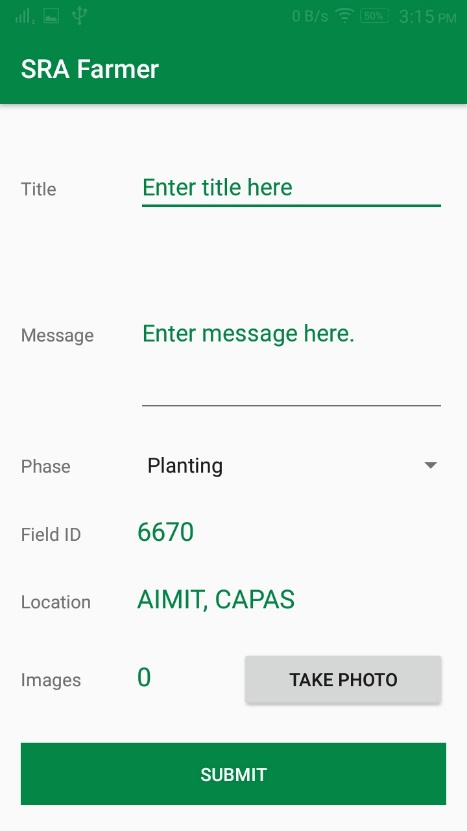 0 B/s 50% 3:15 PM
SRA Farmer
Title Enter title here
Message Enter message here.
Phase Planting
Field ID 6670
Location AIMIT, CAPAS
Images 0 TAKE PHOTO
SUBMIT